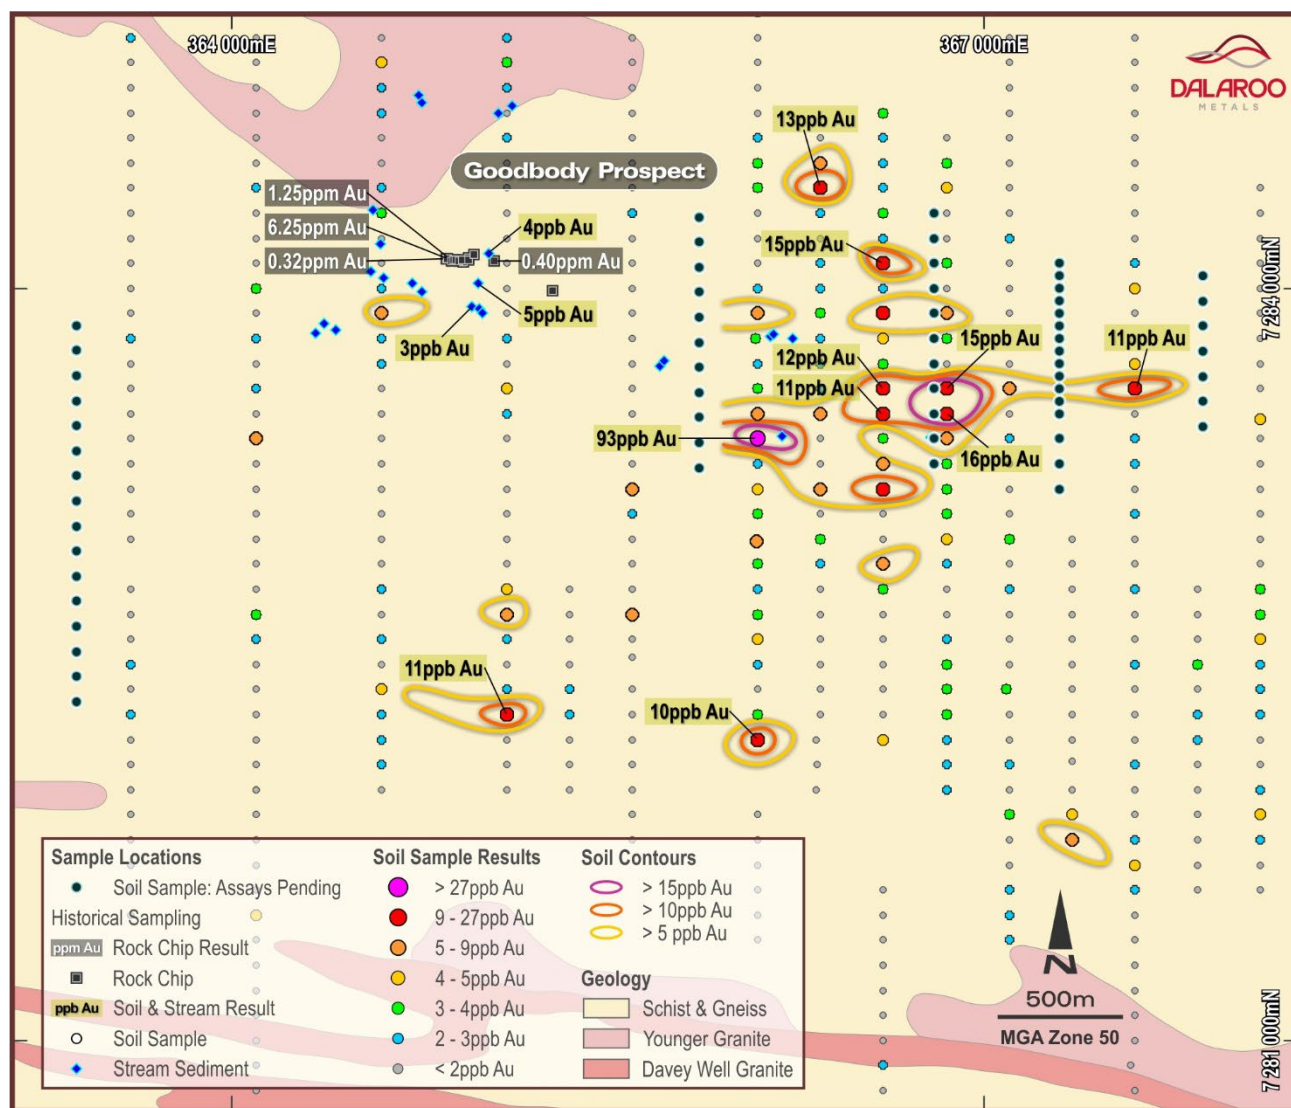 364 000mE
367 000mE
DALAROO
METALS
13ppb Au
Goodbody Prospect
1.25ppm Au
6.25ppm Au
4ppb Au
15ppb Au
0.32ppm Au
0.40ppm Au
7 284 000mN
5ppb Au
3ppb Au
12ppb Au
15ppb Au
11ppb Au
11ppb Au
93ppb Au
16ppb Au
11ppb Au
10ppb Au
Sample Locations
Soil Sample: Assays Pending
Historical Sampling
ppm Au Rock Chip Result
Rock Chip
ppb Au Soil & Stream Result
Soil Sample
Stream Sediment
Soil Sample Results
> 27ppb Au
9 - 27ppb Au
5 - 9ppb Au
4 - 5ppb Au
3 - 4ppb Au
2 - 3ppb Au
< 2ppb Au
Soil Contours
> 15ppb Au
> 10ppb Au
> 5 ppb Au
Geology
Schist & Gneiss
Younger Granite
Davey Well Granite
N
500m
MGA Zone 50
7 281 000mN